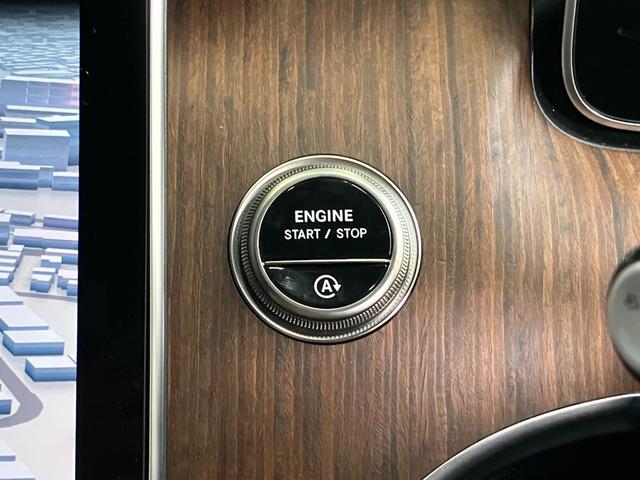 ENGINE
START / STOP
A